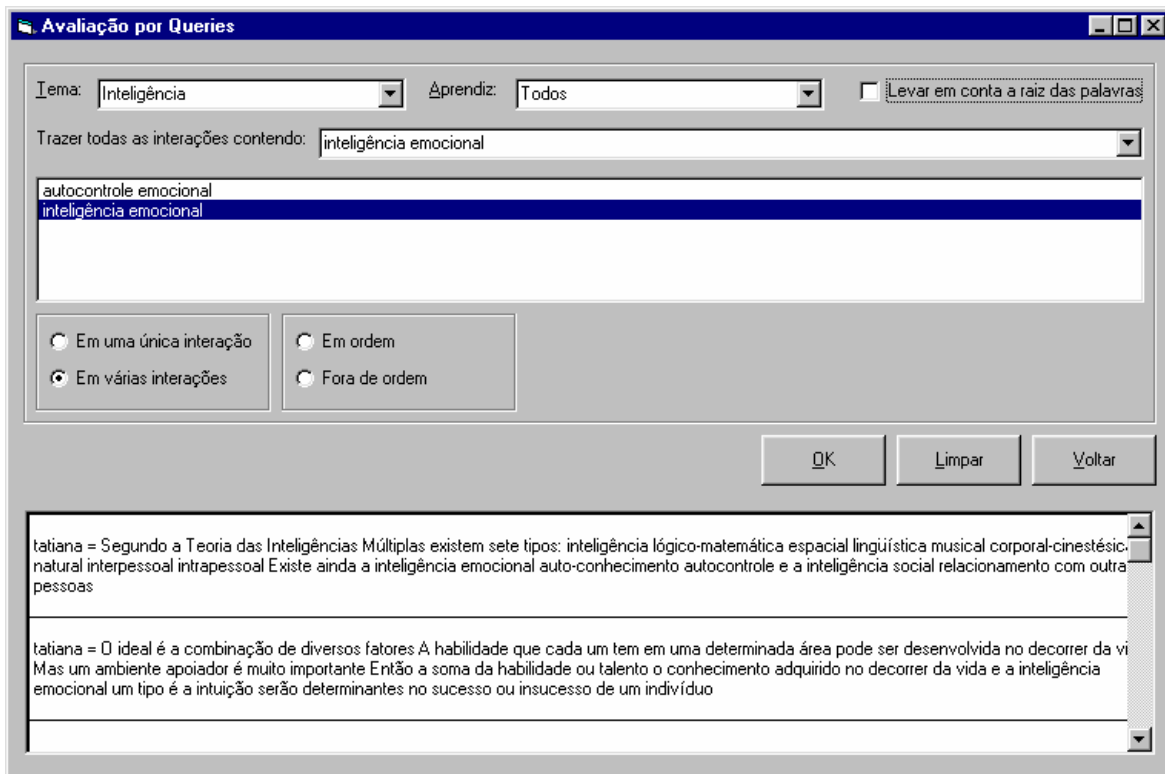 Avaliação por Queries
Tema: Inteligência Aprendiz: Todos Levar em conta a raiz das palavras
Trazer todas as interações contendo: inteligência emocional
autocontrole emocional
inteligência emocional
Em uma única interação Em ordem
Em várias interações Fora de ordem
OK Limpar Voltar
tatiana = Segundo a Teoria das Inteligências Múltiplas existem sete tipos: inteligência lógico-matemática espacial lingüística musical corporal-cinestésic
natural interpessoal intrapessoal Existe ainda a inteligência emocional auto-conhecimento autocontrole e a inteligência social relacionamento com outra
pessoas
tatiana = O ideal é a combinação de diversos fatores A habilidade que cada um tem em uma determinada área pode ser desenvolvida no decorrer da vi
Mas um ambiente apoiador é muito importante Então a soma da habilidade ou talento o conhecimento adquirido no decorrer da vida e a inteligência
emocional um tipo é a intuição serão determinantes no sucesso ou insucesso de um indivíduo